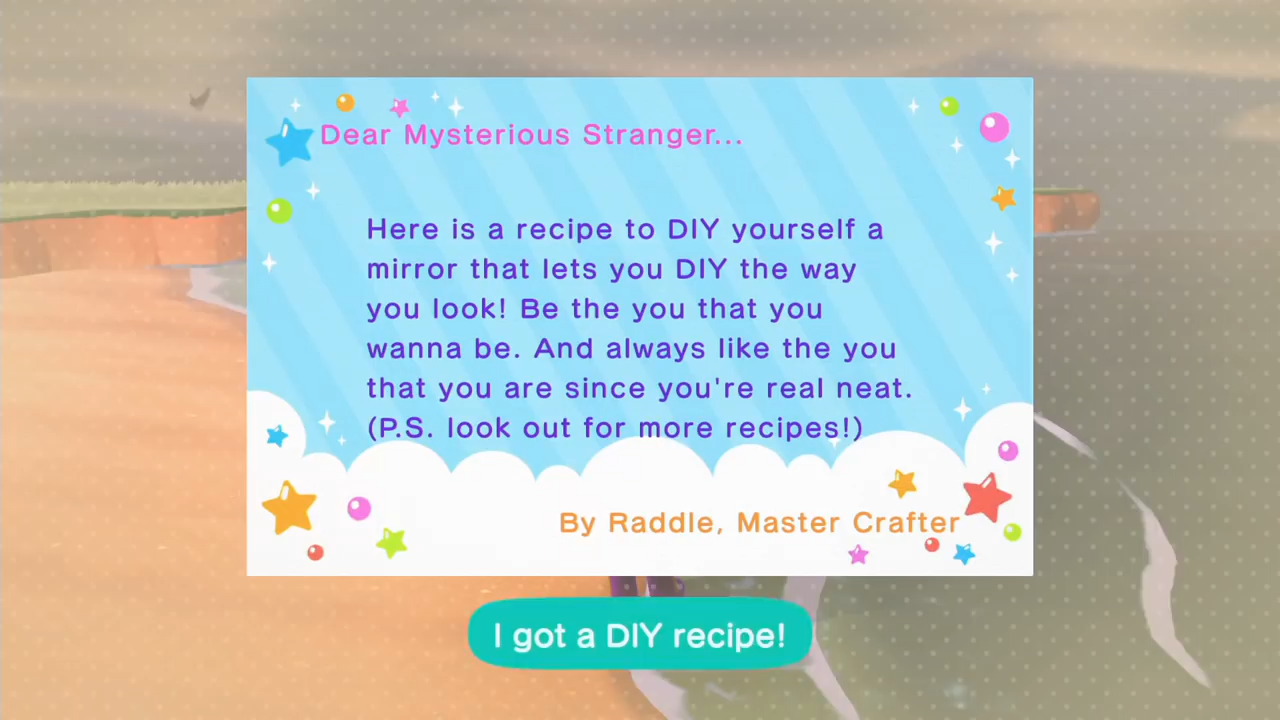 Dear Mysterious Stranger...
Here is a recipe to DIY yourself a
mirror that lets you DIY the way
you look! Be the you that you
wanna be. And always like the you
that you are since you're real neat.
(P.S. look out for more recipes!)
By Raddle, Master Crafter
I got a DIY recipe!